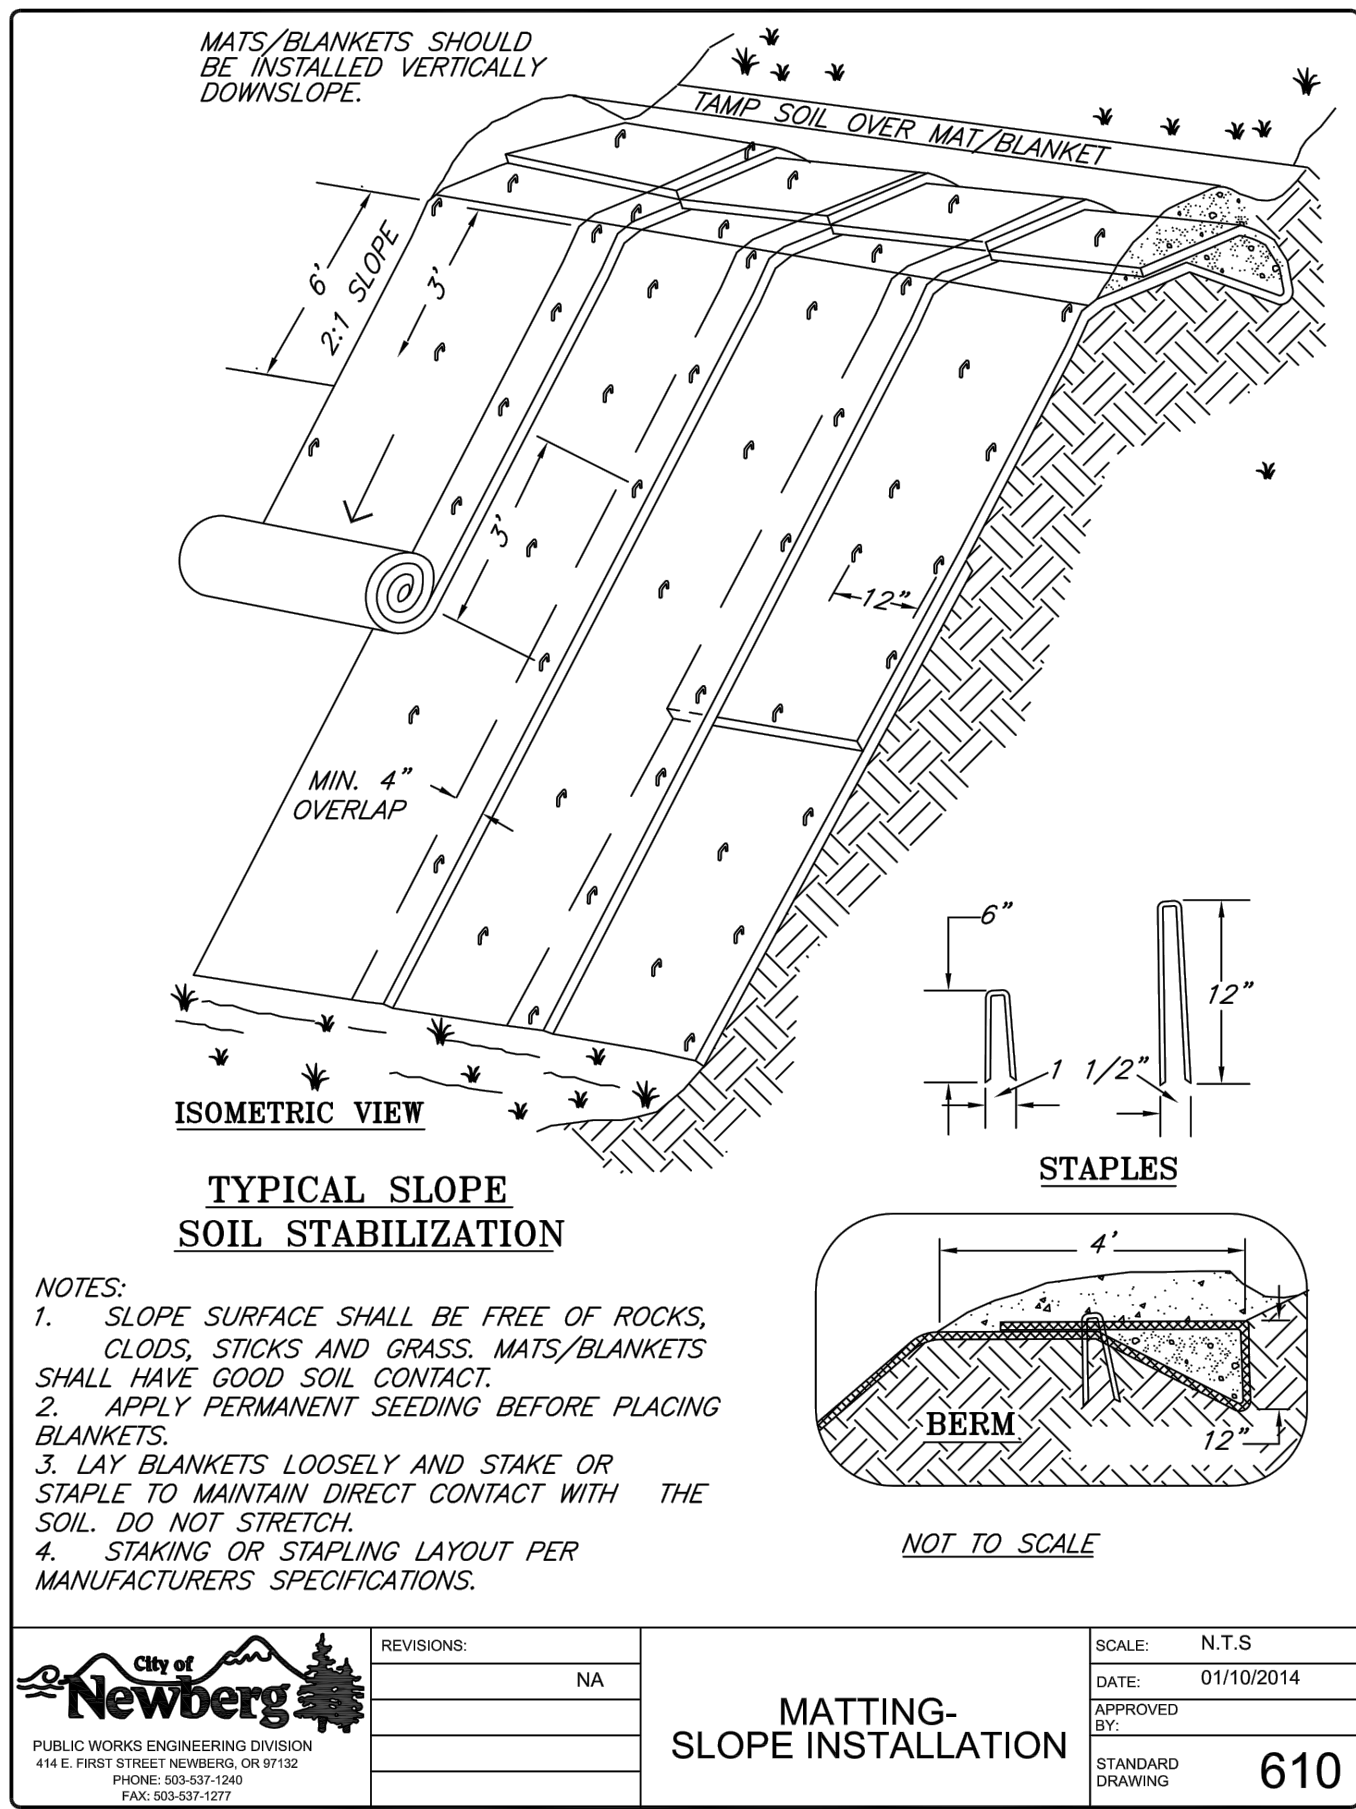 MATS/BLANKETS SHOULD
BE INSTALLED VERTICALLY
DOWNSLOPE.
TAMP SOIL OVER MAT/BLANKET
6'
2:1 SLOPE
3'
3'
12"
MIN. 4"
OVERLAP
6"
12"
1 1/2"
ISOMETRIC VIEW
STAPLES
TYPICAL SLOPE
SOIL STABILIZATION
4'
BERM
12"
NOT TO SCALE
NOTES:
1. SLOPE SURFACE SHALL BE FREE OF ROCKS,
CLODS, STICKS AND GRASS. MATS/BLANKETS
SHALL HAVE GOOD SOIL CONTACT.
2. APPLY PERMANENT SEEDING BEFORE PLACING
BLANKETS.
3. LAY BLANKETS LOOSELY AND STAKE OR
STAPLE TO MAINTAIN DIRECT CONTACT WITH THE
SOIL. DO NOT STRETCH.
4. STAKING OR STAPLING LAYOUT PER
MANUFACTURERS SPECIFICATIONS.
City of
Newberg
PUBLIC WORKS ENGINEERING DIVISION
414 E. FIRST STREET NEWBERG, OR 97132
PHONE: 503-537-1240
FAX: 503-537-1277
REVISIONS:
NA
MATTING-
SLOPE INSTALLATION
SCALE: N.T.S
DATE: 01/10/2014
APPROVED
BY:
STANDARD
DRAWING
610